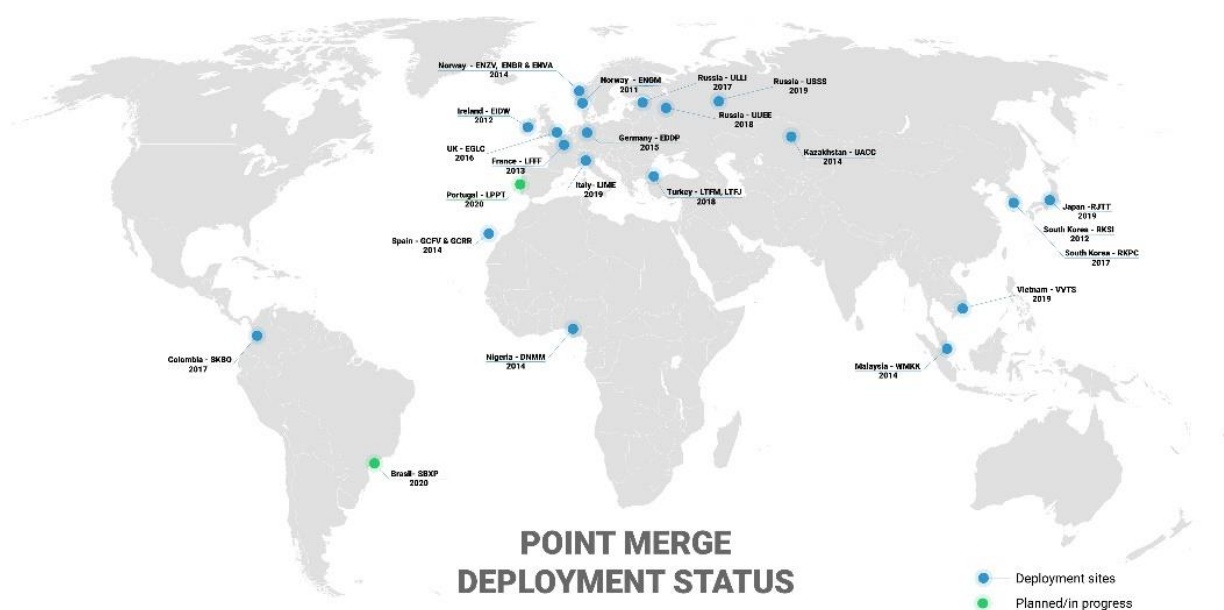 Norway - ENZV, ENBR & ENVA
2014
Norway - ENGM
2011
Russia - ULLI
2017
Russia - USSS
2019
Russia - UUEE
2018
Ireland - EIDW
2012
UK - EGLC
2016
Germany - EDDP
2015
France - LFFF
2013
Kazakhstan - UACC
2014
Italy- LIME
2019
Portugal - LPPT
2020
Turkey - LTFM, LTFJ
2018
Japan -RJTT
2019
South Korea - RKSI
2012
South Korea - RKPC
2017
Spain - GCFV & GCRR
2014
Vietnam - VVTS
2019
Colombia - SKBO
2017
Nigeria - DNMM
2014
Malaysia - WMKK
2014
Brasil- SBXP
2020
POINT MERGE
DEPLOYMENT STATUS
Deployment sites
Planned/in progress